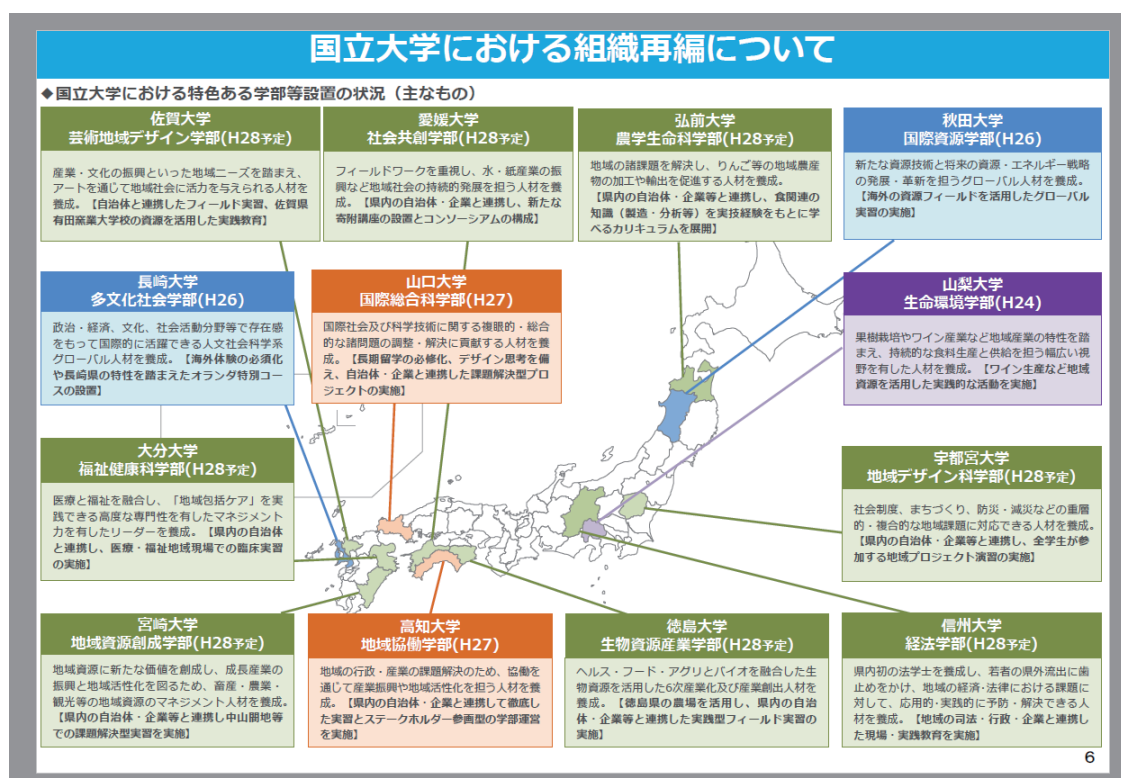 国立大学における組織再編について
◆国立大学における特色ある学部等設置の状況（主なもの）
佐賀大学
芸術地域デザイン学部(H28予定)
産業・文化の振興といった地域ニーズを踏まえ、
アートを通じて地域社会に活力を与えられる人材を
養成。【自治体と連携したフィールド実習、佐賀県
有田窯業大学校の資源を活用した実践教育】
愛媛大学
社会共創学部(H28予定)
フィールドワークを重視し、水・紙産業の振
興など地域社会の持続的発展を担う人材を養
成。【県内の自治体・企業と連携し、新たな
寄附講座の設置とコンソーシアムの構成】
弘前大学
農学生命科学部(H28予定)
地域の諸課題を解決し、りんご等の地域農産
物の加工や輸出を促進する人材を養成。
【県内の自治体・企業等と連携し、食関連の
知識（製造・分析等）を実技経験をもとに学
べるカリキュラムを展開】
秋田大学
国際資源学部(H26)
新たな資源技術と将来の資源・エネルギー戦略
の発展・革新を担うグローバル人材を養成。
【海外の資源フィールドを活用したグローバル
実習の実施】
長崎大学
多文化社会学部(H26)
政治・経済、文化、社会活動分野等で存在感
をもって国際的に活躍できる人文社会科学系
グローバル人材を養成。【海外体験の必須化
や長崎県の特性を踏まえたオランダ特別コー
スの設置】
山口大学
国際総合科学部(H27)
国際社会及び科学技術に関する複眼的・総合
的な諸問題の調整・解決に貢献する人材を養
成。【長期留学の必修化、デザイン思考を備
え、自治体・企業と連携した課題解決型プロ
ジェクトの実施】
山梨大学
生命環境学部(H24)
果樹栽培やワイン産業など地域産業の特性を踏
まえ、持続的な食料生産と供給を担う幅広い視
野を有した人材を養成。【ワイン生産など地域
資源を活用した実践的な活動を実施】
大分大学
福祉健康科学部(H28予定)
医療と福祉を融合し、「地域包括ケア」を実
践できる高度な専門性を有したマネジメント
力を有したリーダーを養成。【県内の自治体
と連携し、医療・福祉地域現場での臨床実習
の実施】
宇都宮大学
地域デザイン科学部(H28予定)
社会制度、まちづくり、防災・減災などの重層
的・複合的な地域課題に対応できる人材を養成。
【県内の自治体・企業等と連携し、全学生が参
加する地域プロジェクト演習の実施】
宮崎大学
地域資源創成学部(H28予定)
地域資源に新たな価値を創成し、成長産業の
振興と地域活性化を図るため、畜産・農業・
観光等の地域資源のマネジメント人材を養成。
【県内の自治体・企業等と連携し中山間地等
での課題解決型実習を実施】
高知大学
地域協働学部(H27)
地域の行政・産業の課題解決のため、協働を
通じて産業振興や地域活性化を担う人材を養
成。【県内の自治体・企業と連携して徹底し
た実習とステークホルダー参画型の学部運営
を実施】
徳島大学
生物資源産業学部(H28予定)
ヘルス・フード・アグリとバイオを融合した生
物資源を活用した6次産業化及び産業創出人材を
養成。【徳島県の農場を活用し、県内の自治
体・企業等と連携した実践型フィールド実習の
実施】
信州大学
経法学部(H28予定)
県内初の法学士を養成し、若者の県外流出に歯
止めをかけ、地域の経済・法律における課題に
対して、応用的・実践的に予防・解決できる人
材を養成。【地域の司法・行政・企業と連携し
た現場・実践教育を実施】
6